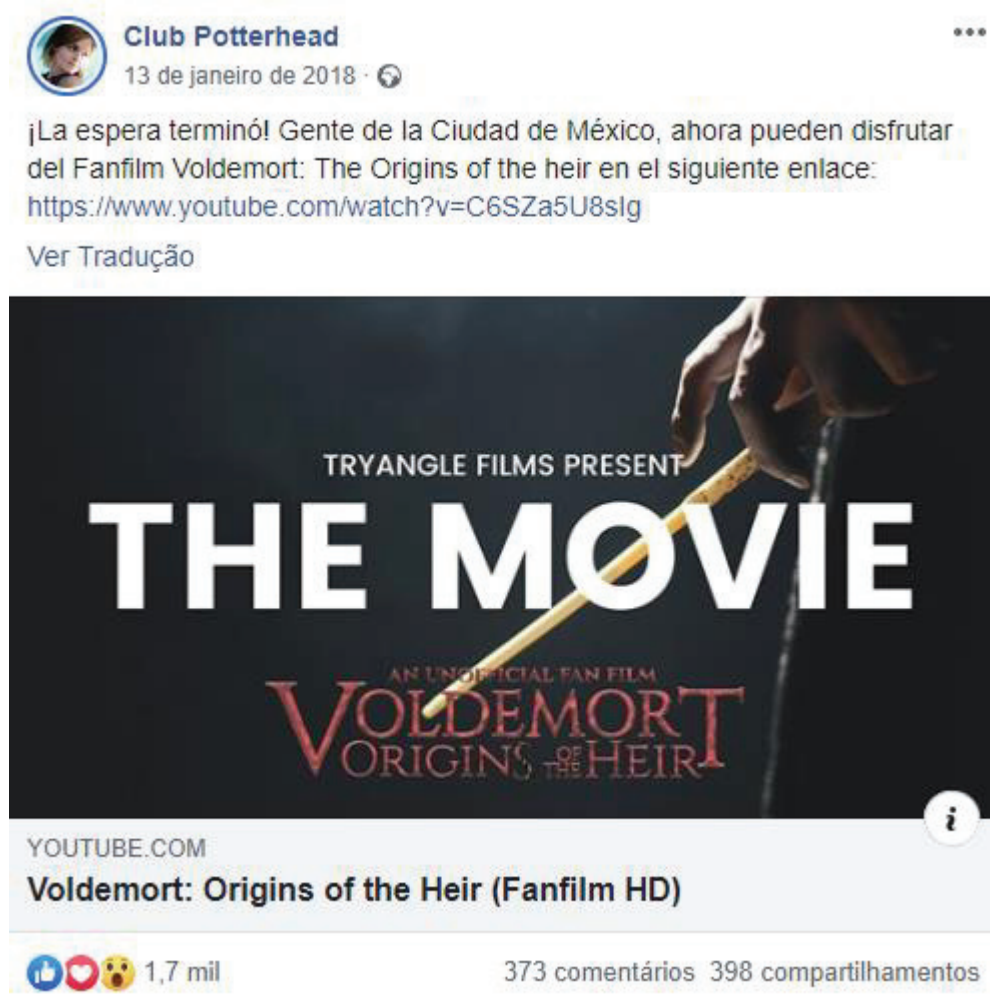 Club Potterhead
13 de janeiro de 2018 ·
¡La espera terminó! Gente de la Ciudad de México, ahora pueden disfrutar
del Fanfilm Voldemort: The Origins of the heir en el siguiente enlace:
https://www.youtube.com/watch?v=C6SZa5U8sIg
Ver Tradução
TRYANGLE FILMS PRESENT
THE MOVIE
AN UNOFFICIAL FAN FILM
VOLDEMORT
ORIGINS OF THE HEIR
YOUTUBE.COM
Voldemort: Origins of the Heir (Fanfilm HD)
1,7 mil
373 comentários 398 compartilhamentos